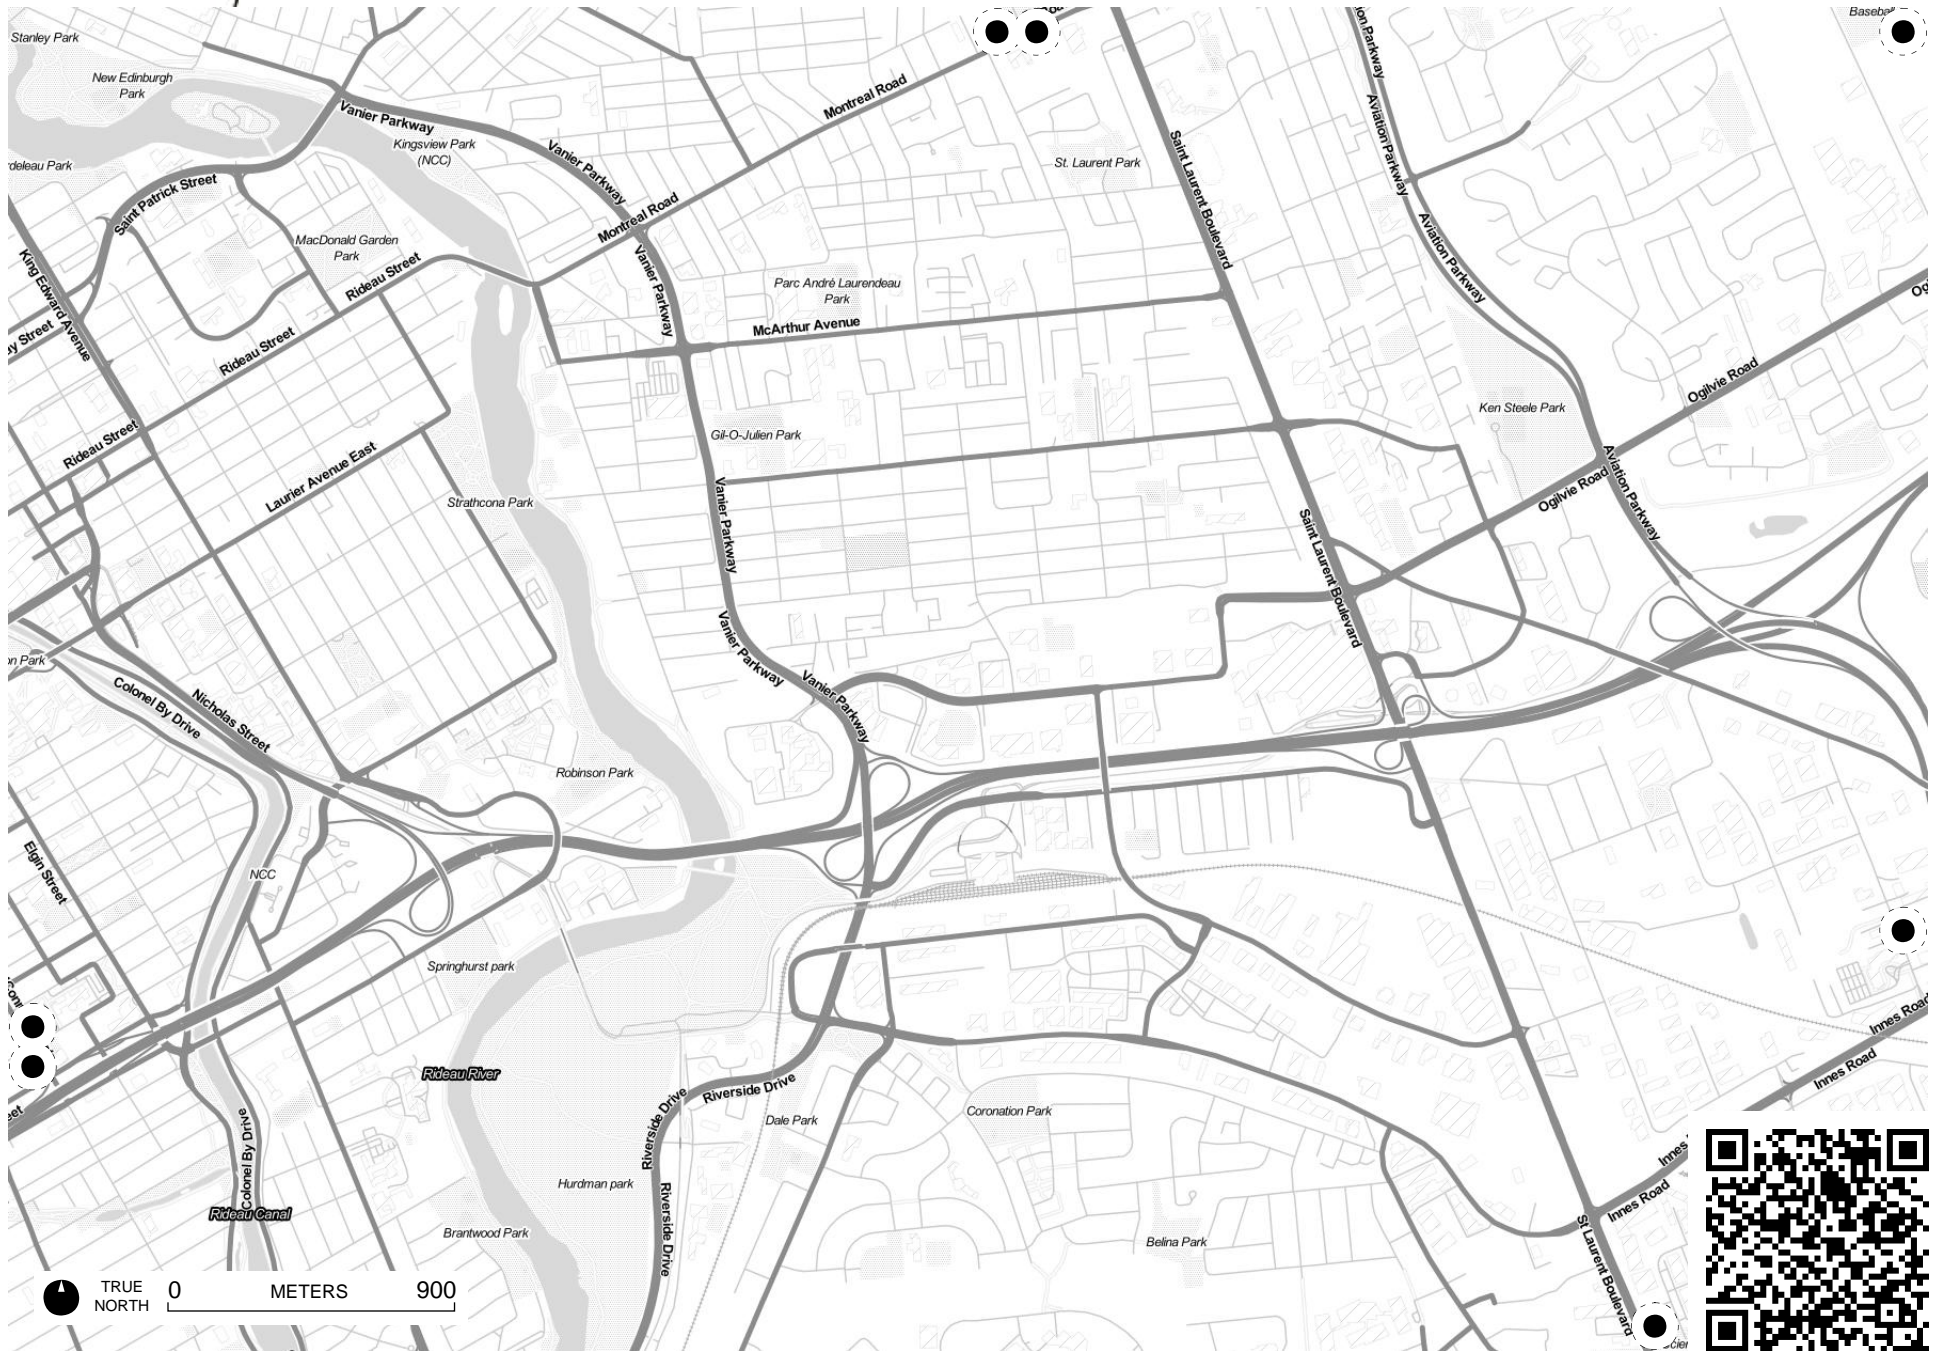 Stanley Park
New Edinburgh
Park
Vanier Parkway
Kingsview Park
(NCC)
Vanier Parkway
Montreal Road
Montreal Road
Saint Laurent Boulevard
St. Laurent Park
Aviation Parkway
Aviation Parkway
Saint Patrick Street
MacDonald Garden
Park
Rideau Street
King Edward Avenue
Vanier Parkway
Parc André Laurendeau
Park
McArthur Avenue
Rideau Street
Rideau Street
Laurier Avenue East
Strathcona Park
Gil-O-Julien Park
Vanier Parkway
Ogilvie Road
Ken Steele Park
Ogilvie Road
Aviation Parkway
Saint Laurent Boulevard
Vanier Parkway
Vanier Parkway
Colonel By Drive
Nicholas Street
Robinson Park
Elgin Street
NCC
Springhurst park
Rideau River
Riverside Drive
Riverside Drive
Dale Park
Coronation Park
Innes Road
Innes Road
Colonel By Drive
Rideau Canal
Hurdman park
Riverside Drive
Brantwood Park
Belina Park
Innes Road
St Laurent Boulevard
TRUE
NORTH
0 METERS 900